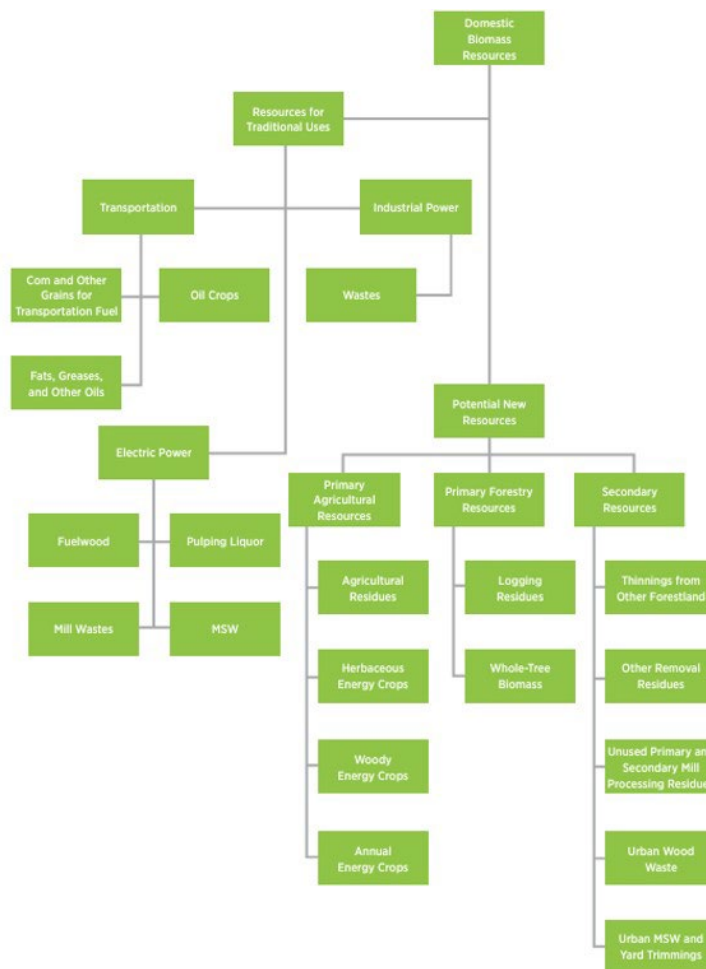 Domestic
Biomass
Resources
Resources for
Traditional Uses
Transportation
Industrial Power
Com and Other
Grains for
Transportation Fuel
Oil Crops
Wastes
Fats, Greases,
and Other Oils
Potential New
Resources
Electric Power
Primary
Agricultural
Resources
Primary Forestry
Resources
Secondary
Resources
Fuelwood
Pulping Liquor
Mill Wastes
MSW
Agricultural
Residues
Logging
Residues
Thinnings from
Other Forestland
Herbaceous
Energy Crops
Whole-Tree
Biomass
Other Removal
Residues
Woody
Energy Crops
Unused Primary an
Secondary Mill
Processing Residue
Annual
Energy Crops
Urban Wood
Waste
Urban MSW and
Yard Trimmings